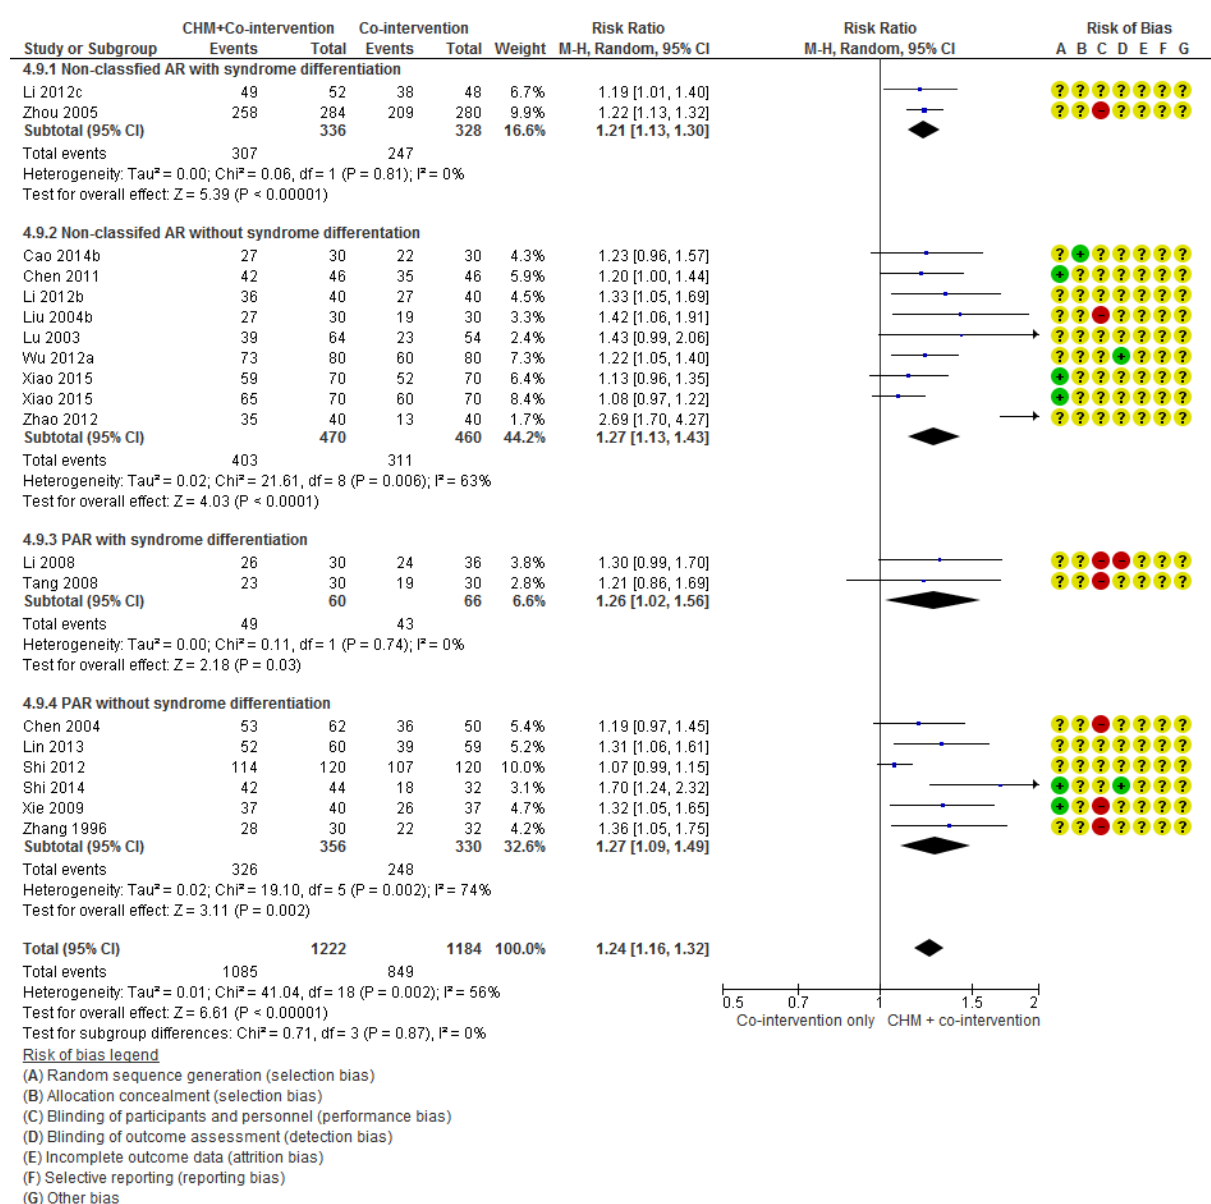 CHM+Co-intervention Co-intervention Risk Ratio Risk Ratio Risk of Bias
Study or Subgroup Events Total Events Total Weight M-H, Random, 95% CI M-H, Random, 95% CI A B C D E F G
4.9.1 Non-classfied AR with syndrome differentiation
Li 2012c 49 52 38 48 6.7% 1.19 [1.01, 1.40] ? ? ? ? ? ? ?
Zhou 2005 258 284 209 280 9.9% 1.22 [1.13, 1.32] ? ? - ? ? ? ?
Subtotal (95% CI) 336 328 16.6% 1.21 [1.13, 1.30]
Total events 307 247
Heterogeneity: Tau² = 0.00; Chi² = 0.06, df = 1 (P = 0.81); I² = 0%
Test for overall effect: Z = 5.39 (P < 0.00001)
4.9.2 Non-classifed AR without syndrome differentation
Cao 2014b 27 30 22 30 4.3% 1.23 [0.96, 1.57] ? + ? ? ? ? ?
Chen 2011 42 46 35 46 5.9% 1.20 [1.00, 1.44] + ? ? ? ? ? ?
Li 2012b 36 40 27 40 4.5% 1.33 [1.05, 1.69] ? ? ? ? ? ? ?
Liu 2004b 27 30 19 30 3.3% 1.42 [1.06, 1.91] ? ? - ? ? ? ?
Lu 2003 39 64 23 54 2.4% 1.43 [0.99, 2.06] ? ? ? ? ? ? ?
Wu 2012a 73 80 60 80 7.3% 1.22 [1.05, 1.40] ? ? ? + ? ? ?
Xiao 2015 59 70 52 70 6.4% 1.13 [0.96, 1.35] + ? ? ? ? ? ?
Xiao 2015 65 70 60 70 8.4% 1.08 [0.97, 1.22] + ? ? ? ? ? ?
Zhao 2012 35 40 13 40 1.7% 2.69 [1.70, 4.27] ? ? ? ? ? ? ?
Subtotal (95% CI) 470 460 44.2% 1.27 [1.13, 1.43]
Total events 403 311
Heterogeneity: Tau² = 0.02; Chi² = 21.61, df = 8 (P = 0.006); I² = 63%
Test for overall effect: Z = 4.03 (P < 0.0001)
4.9.3 PAR with syndrome differentiation
Li 2008 26 30 24 36 3.8% 1.30 [0.99, 1.70] ? ? - - ? ? ?
Tang 2008 23 30 19 30 2.8% 1.21 [0.86, 1.69] ? ? - ? ? ? ?
Subtotal (95% CI) 60 66 6.6% 1.26 [1.02, 1.56]
Total events 49 43
Heterogeneity: Tau² = 0.00; Chi² = 0.11, df = 1 (P = 0.74); I² = 0%
Test for overall effect: Z = 2.18 (P = 0.03)
4.9.4 PAR without syndrome differentiation
Chen 2004 53 62 36 50 5.4% 1.19 [0.97, 1.45] ? ? - ? ? ? ?
Lin 2013 52 60 39 59 5.2% 1.31 [1.06, 1.61] ? ? ? ? ? ? ?
Shi 2012 114 120 107 120 10.0% 1.07 [0.99, 1.15] ? ? ? ? ? ? ?
Shi 2014 42 44 18 32 3.1% 1.70 [1.24, 2.32] + ? ? + ? ? ?
Xie 2009 37 40 26 37 4.7% 1.32 [1.05, 1.65] + ? - ? ? ? ?
Zhang 1996 28 30 22 32 4.2% 1.36 [1.05, 1.75] ? ? - ? ? ? ?
Subtotal (95% CI) 356 330 32.6% 1.27 [1.09, 1.49]
Total events 326 248
Heterogeneity: Tau² = 0.02; Chi² = 19.10, df = 5 (P = 0.002); I² = 74%
Test for overall effect: Z = 3.11 (P = 0.002)
Total (95% CI) 1222 1184 100.0% 1.24 [1.16, 1.32]
Total events 1085 849
Heterogeneity: Tau² = 0.01; Chi² = 41.04, df = 18 (P = 0.002); I² = 56%
Test for overall effect: Z = 6.61 (P < 0.00001)
Test for subgroup differences: Chi² = 0.71, df = 3 (P = 0.87), I² = 0%
0.5 0.7 1 1.5 2
Co-intervention only CHM + co-intervention
Risk of bias legend
(A) Random sequence generation (selection bias)
(B) Allocation concealment (selection bias)
(C) Blinding of participants and personnel (performance bias)
(D) Blinding of outcome assessment (detection bias)
(E) Incomplete outcome data (attrition bias)
(F) Selective reporting (reporting bias)
(G) Other bias